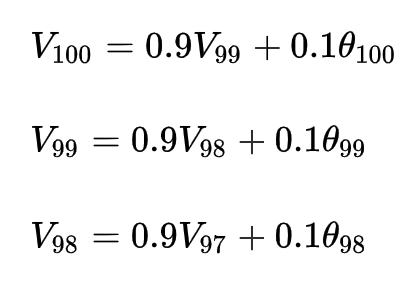 V₁₀₀ = 0.9V₉₉ + 0.1θ₁₀₀
V₉₉ = 0.9V₉₈ + 0.1θ₉₉
V₉₈ = 0.9V₉₇ + 0.1θ₉₈